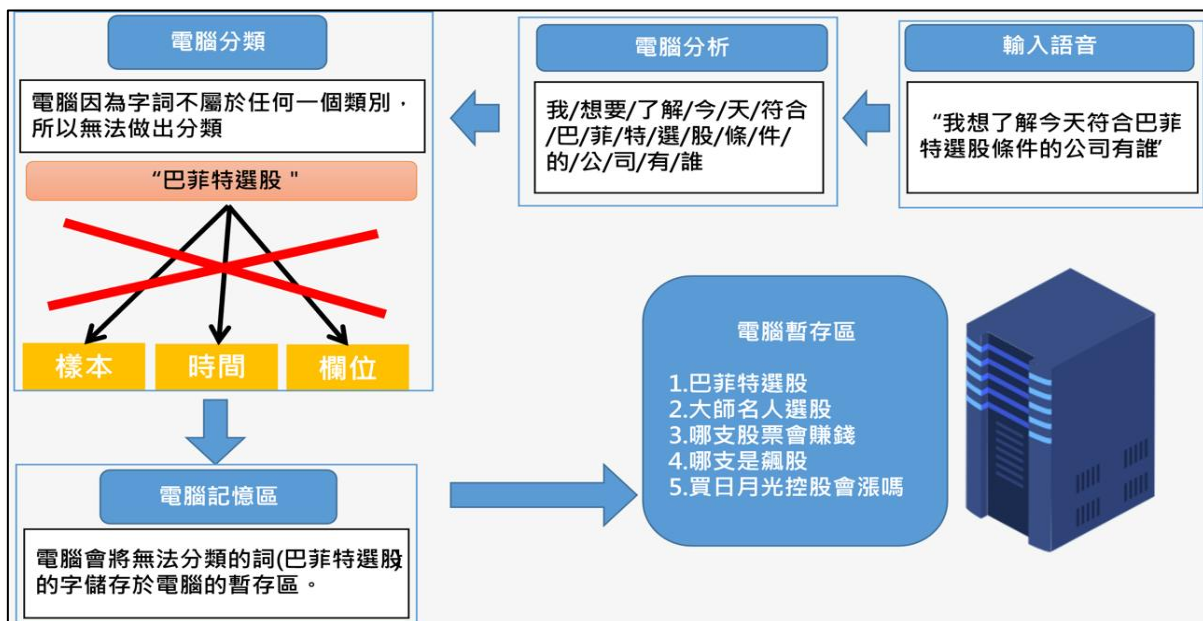 輸入語音
“我想了解今天符合巴菲
特選股條件的公司有誰”
電腦分析
我/想要/了解/今/天/符合
/巴/菲/特/選/股/條/件/
的/公/司/有/誰
電腦分類
電腦因為字詞不屬於任何一個類別，
所以無法做出分類
“巴菲特選股 "
樣本
時間
欄位
電腦記憶區
電腦會將無法分類的詞(巴菲特選股)
的字儲存於電腦的暫存區。
電腦暫存區
1.巴菲特選股
2.大師名人選股
3.哪支股票會賺錢
4.哪支是飆股
5.買日月光控股會漲嗎